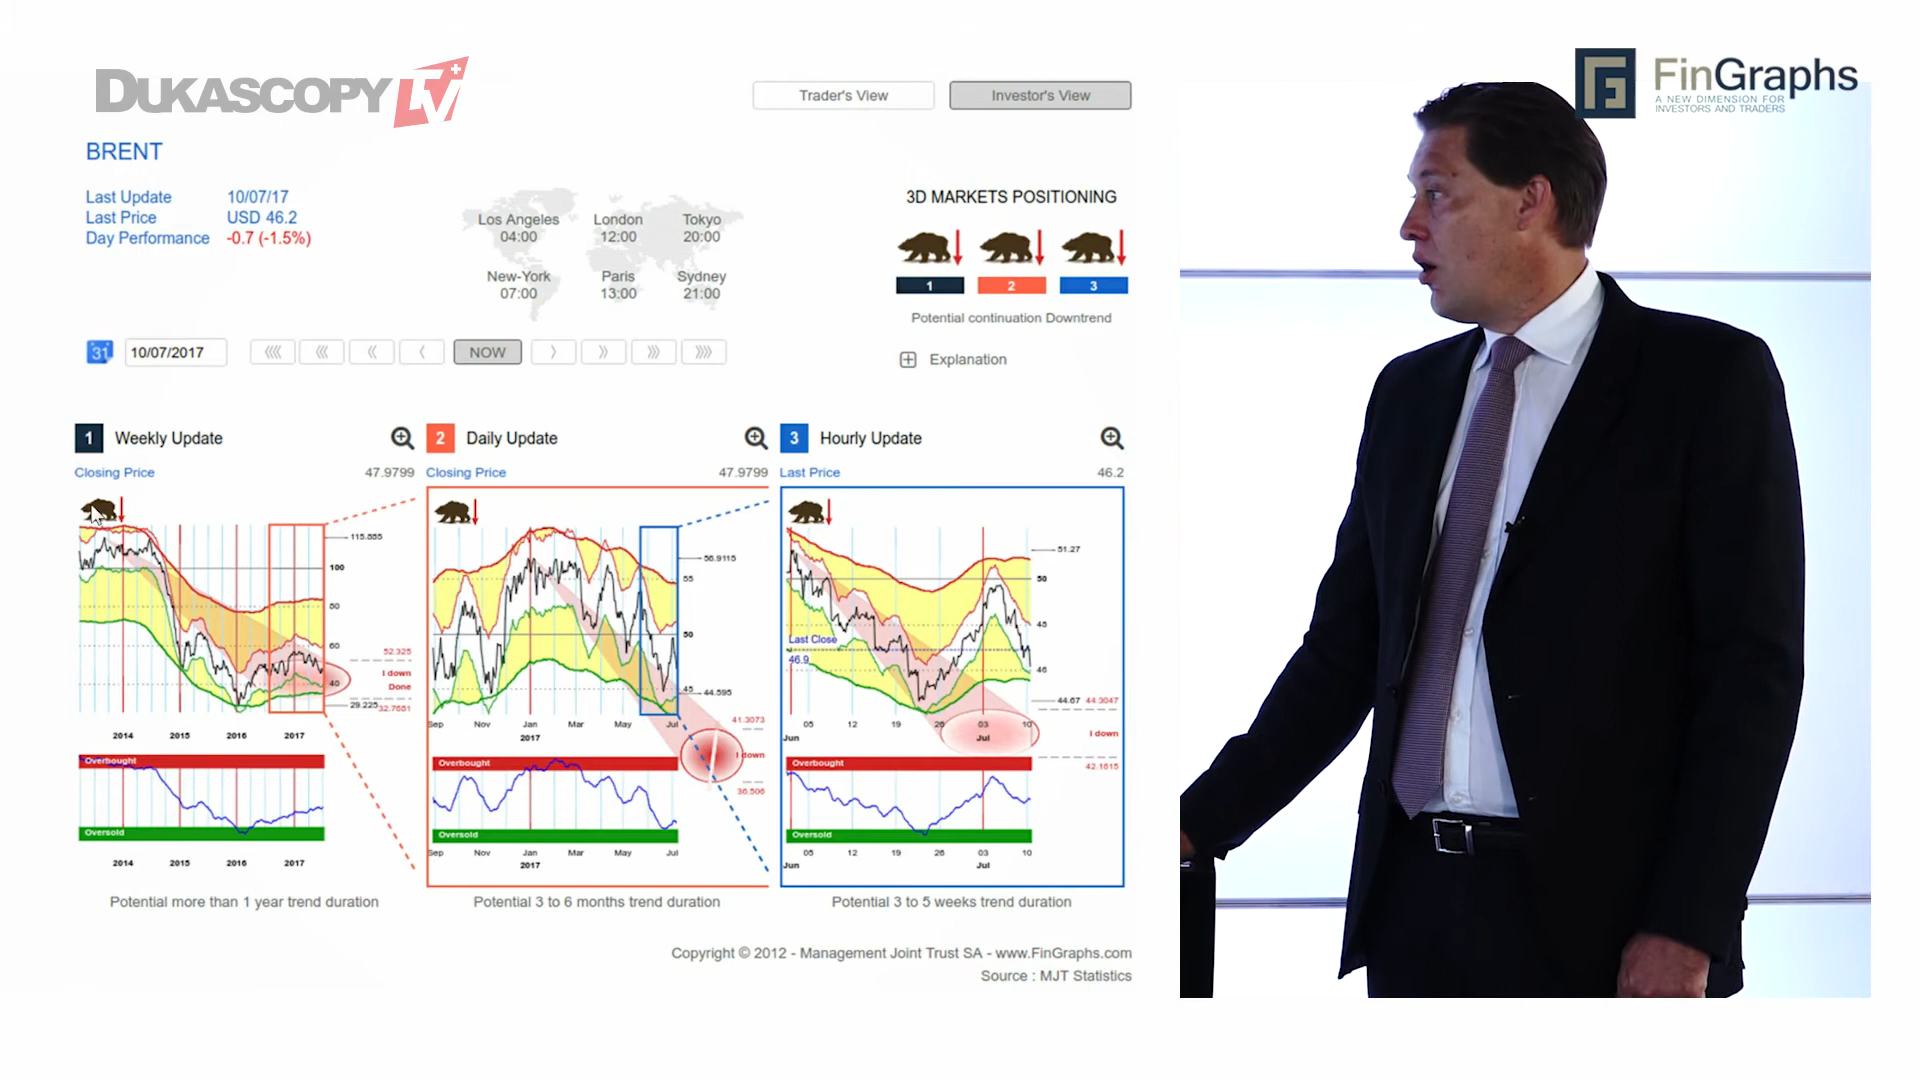 DUKASCOPY TV
FinGraphs
A NEW DIMENSION FOR
INVESTORS AND TRADERS
Trader's View
Investor's View
BRENT
Last Update 10/07/17
Last Price USD 46.2
Day Performance -0.7 (-1.5%)
Los Angeles London Tokyo
04:00 12:00 20:00
New-York Paris Sydney
07:00 13:00 21:00
3D MARKETS POSITIONING
1 2 3
Potential continuation Downtrend
Explanation
31 10/07/2017 NOW
1 Weekly Update
Closing Price 47.9799
115.885
100
80
60
40
29.225
52.325
I down
Done
32.7681
2014 2015 2016 2017
Overbought
Oversold
2014 2015 2016 2017
Potential more than 1 year trend duration
2 Daily Update
Closing Price 47.9799
56.9115
55
50
45
44.595
Sep Nov Jan Mar May Jul
2017
41.3073
I down
36.506
Overbought
Oversold
Sep Nov Jan Mar May Jul
2017
Potential 3 to 6 months trend duration
3 Hourly Update
Last Price 46.2
51.27
50
48
46
Last Close
46.9
44.67 44.3047
I down
42.1615
05 12 19 26 03 10
Jun Jul
Overbought
Oversold
05 12 19 26 03 10
Jun Jul
Potential 3 to 5 weeks trend duration
Copyright © 2012 - Management Joint Trust SA - www.FinGraphs.com
Source : MJT Statistics